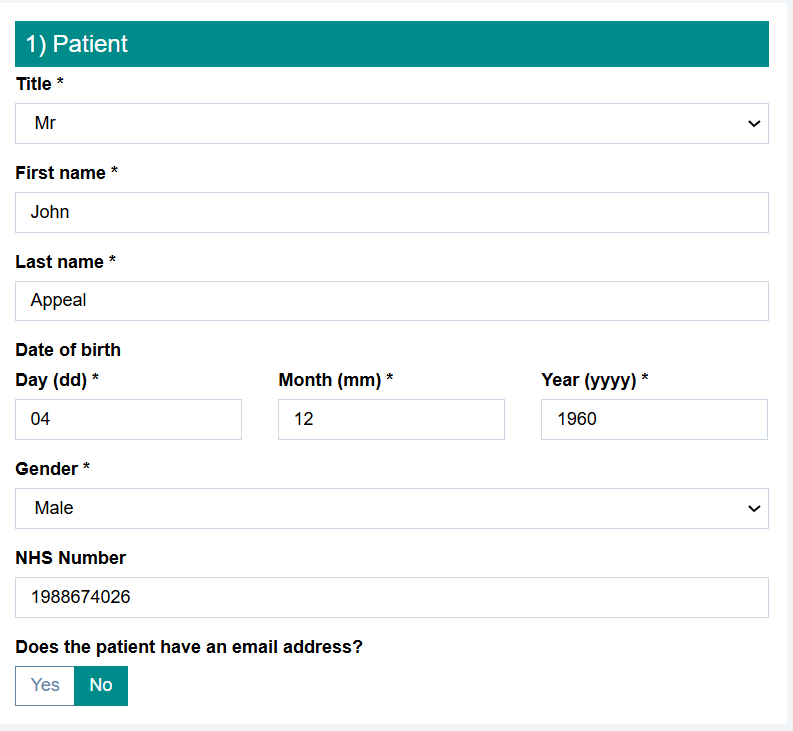 1) Patient
Title *
Mr
First name *
John
Last name *
Appeal
Date of birth
Day (dd) * Month (mm) * Year (yyyy) *
04 12 1960
Gender *
Male
NHS Number
1988674026
Does the patient have an email address?
Yes No